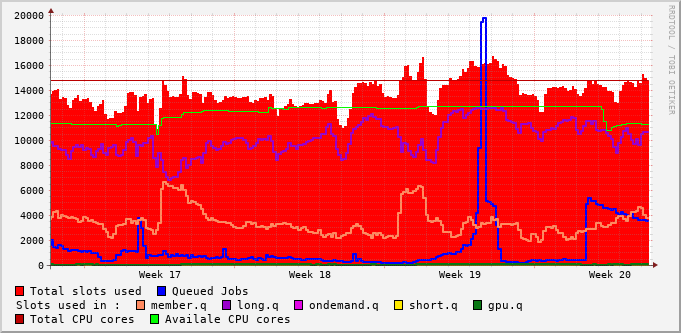 20000
18000
16000
14000
12000
10000
8000
6000
4000
2000
0
Week 17 Week 18 Week 19 Week 20
RRDTOOL / TOBI OETIKER
Total slots used Queued Jobs
Slots used in : member.q long.q ondemand.q short.q gpu.q
Total CPU cores Availale CPU cores